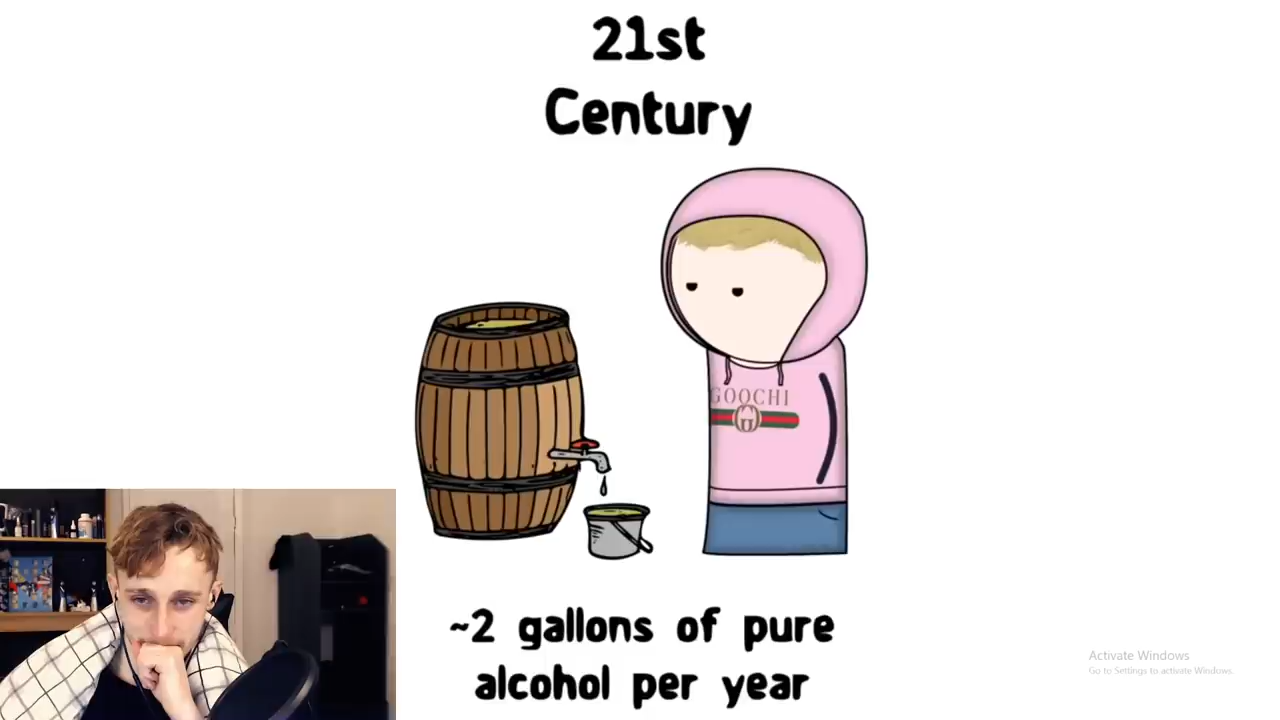 21st
Century
GOOCHI
~2 gallons of pure
alcohol per year
Activate Windows
Go to Settings to activate Windows.